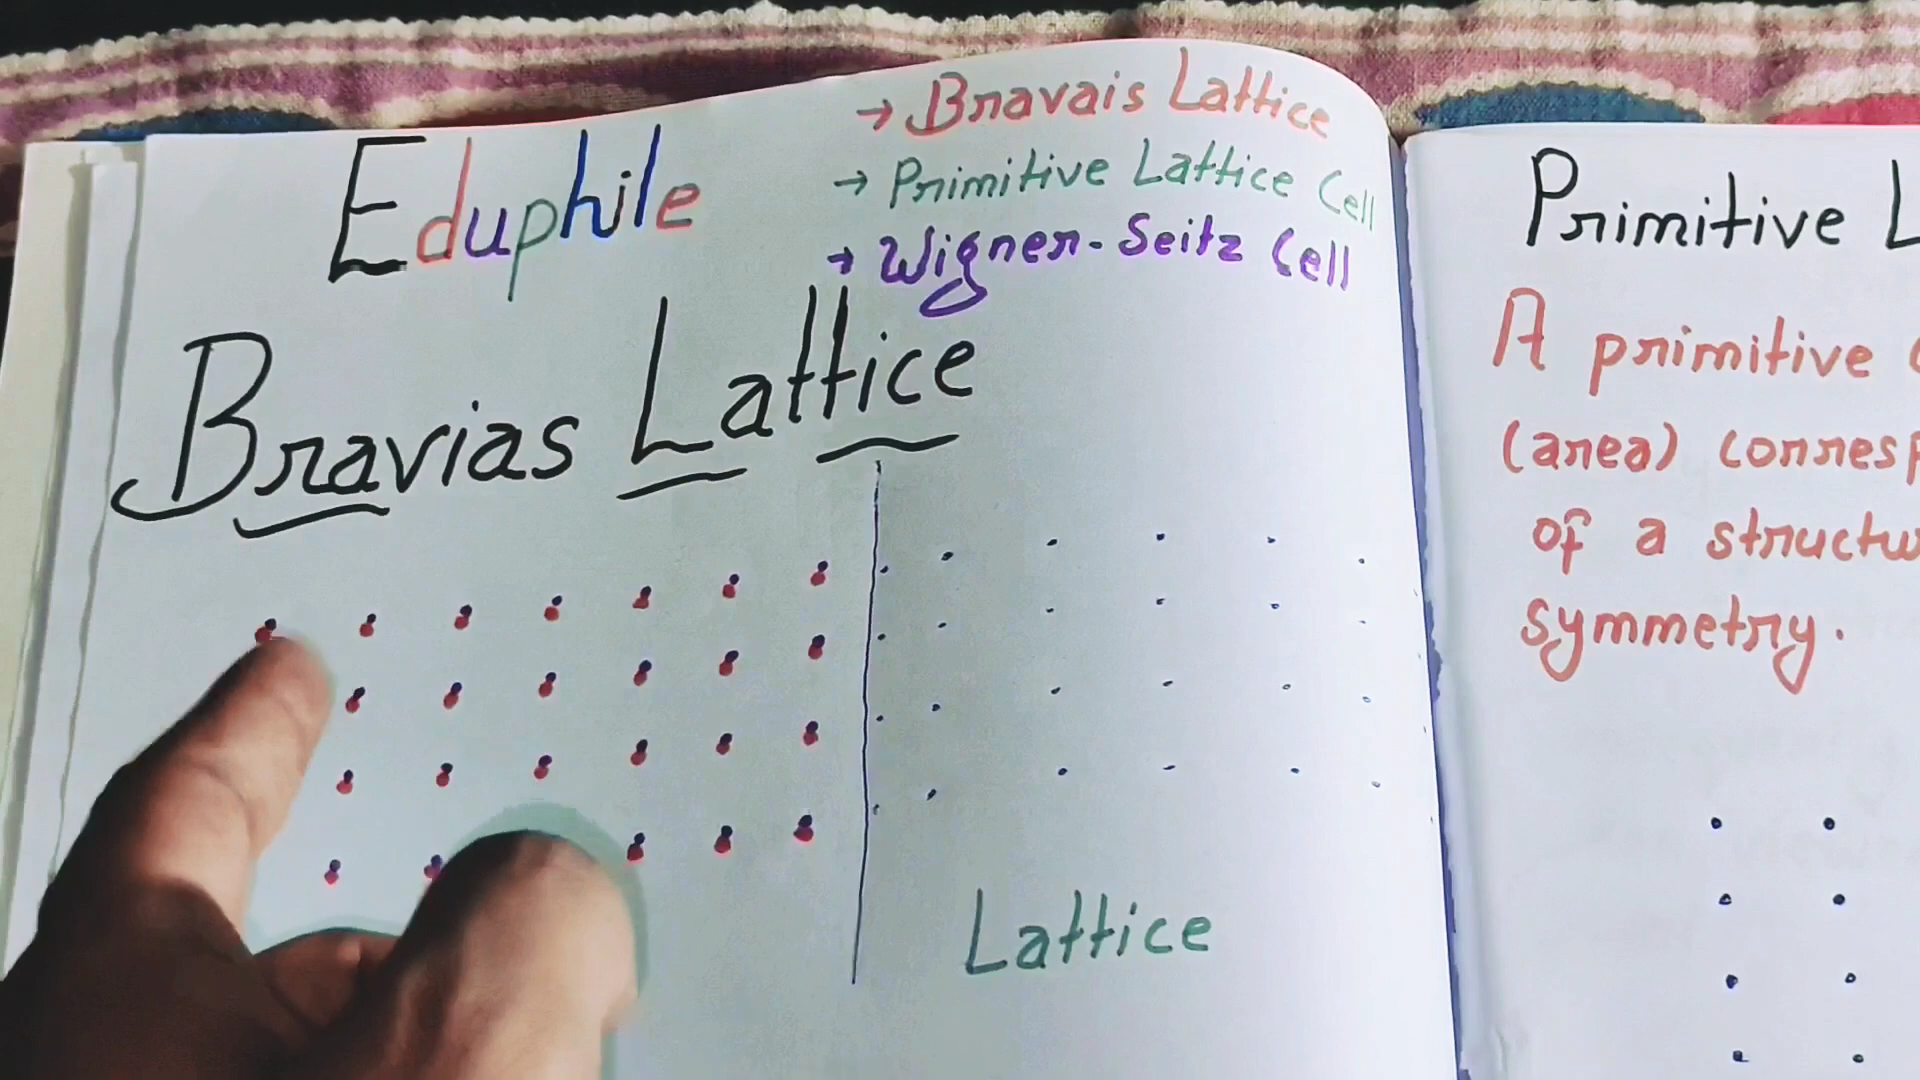 Eduphile
→ Bravais Lattice
→ Primitive Lattice Cell
→ Wigner-Seitz Cell
Bravias Lattice
Lattice
Primitive L
A primitive
(area) corresp
of a structu
symmetry.